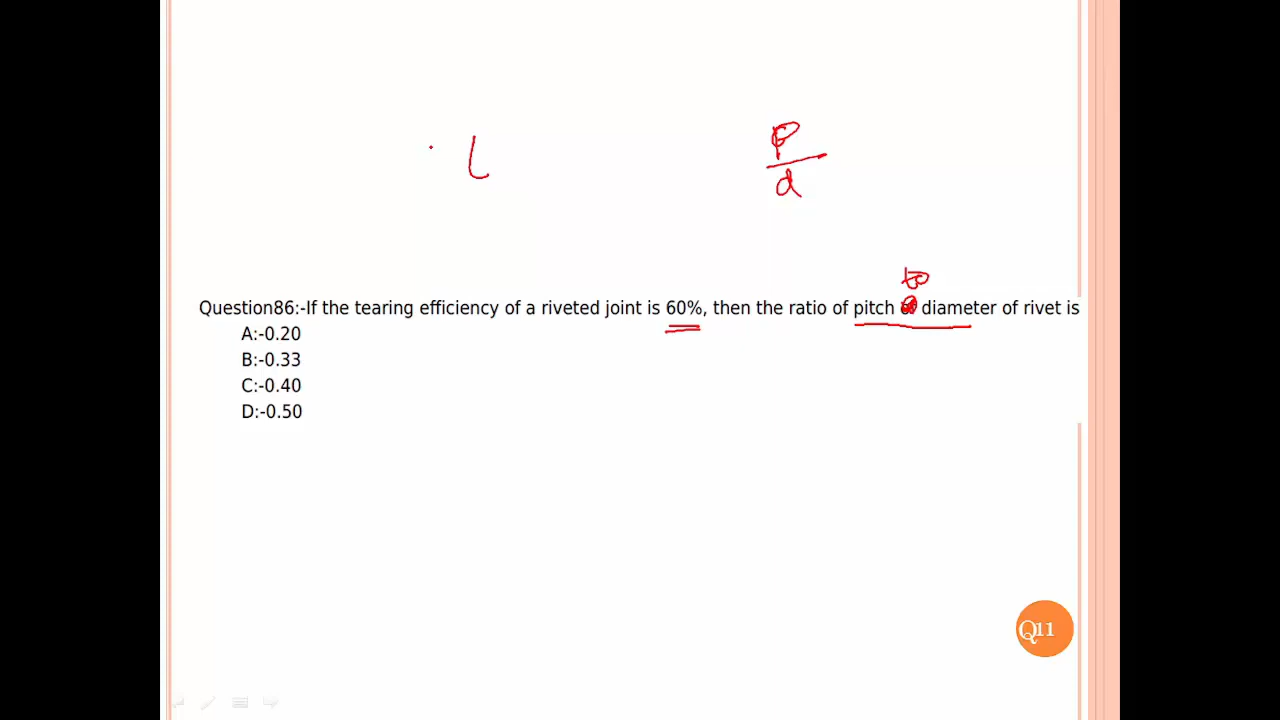 L
P
d
to
Question86:-If the tearing efficiency of a riveted joint is 60%, then the ratio of pitch diameter of rivet is
A:-0.20
B:-0.33
C:-0.40
D:-0.50
Q11